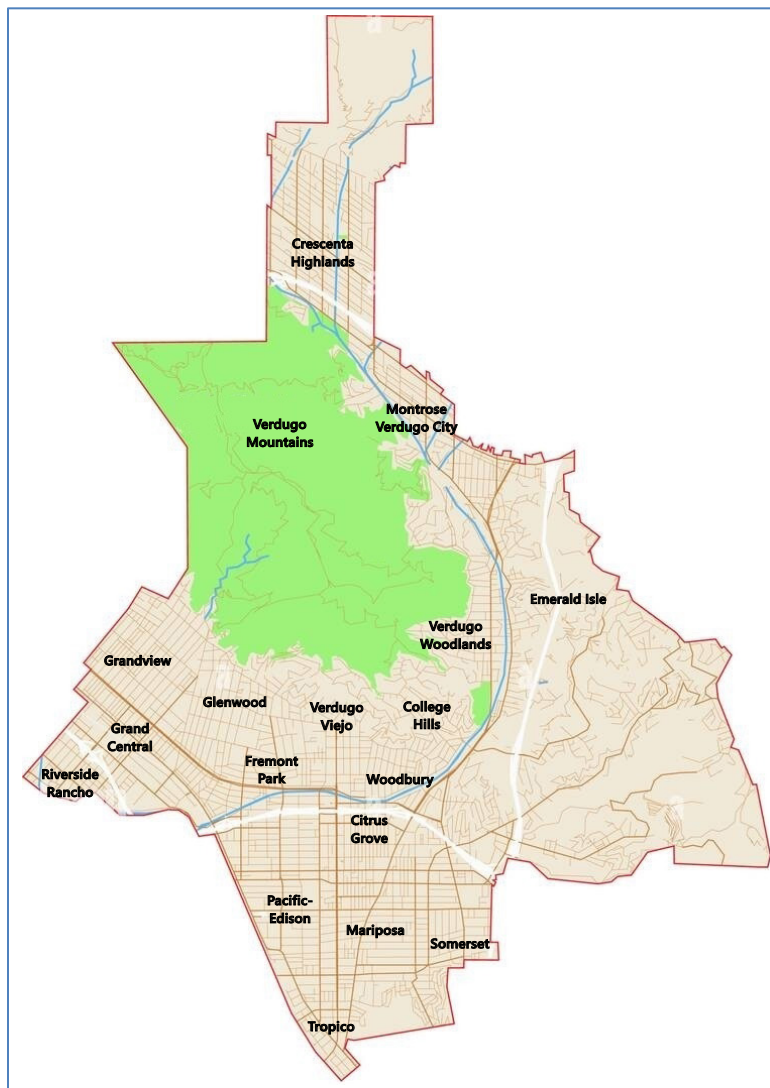 Crescenta
Highlands
Montrose
Verdugo City
Verdugo
Mountains
Emerald Isle
Verdugo
Woodlands
Grandview
Glenwood
Verdugo
Viejo
College
Hills
Grand
Central
Fremont
Park
Riverside
Rancho
Woodbury
Citrus
Grove
Pacific-
Edison
Mariposa
Somerset
Tropico
a
a
a
a
a